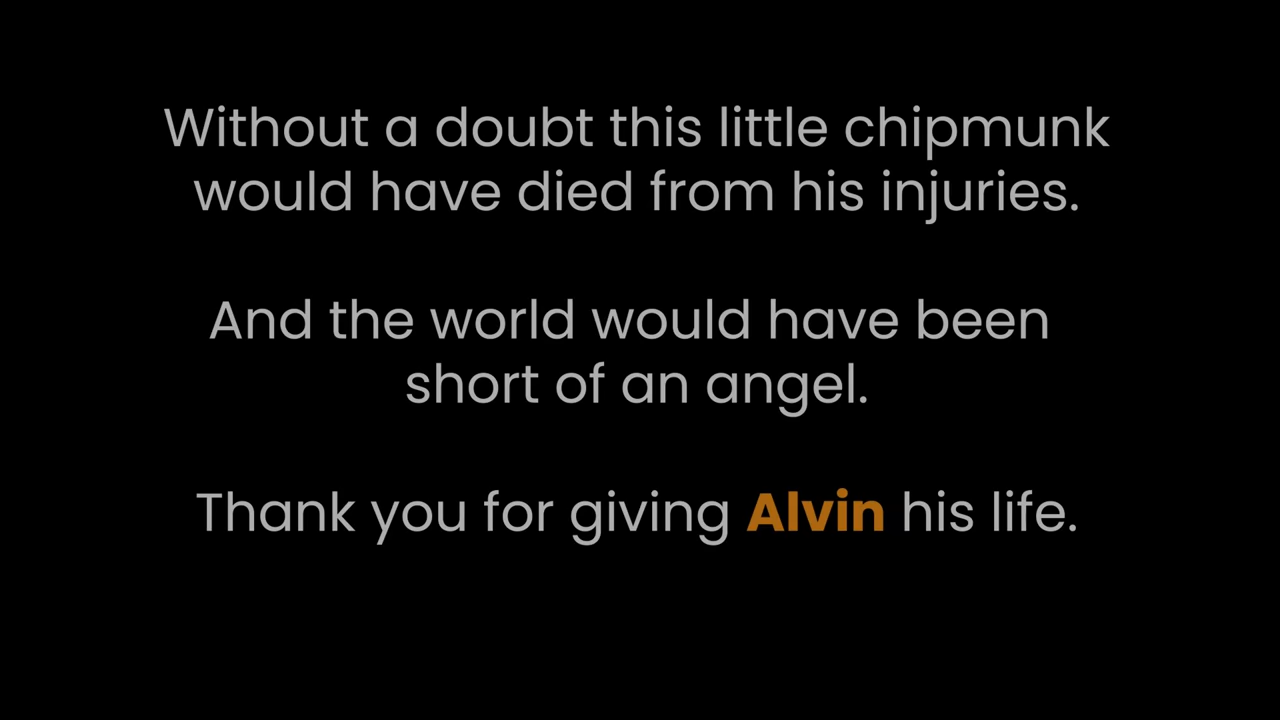 Without a doubt this little chipmunk
would have died from his injuries.
And the world would have been
short of an angel.
Thank you for giving Alvin his life.